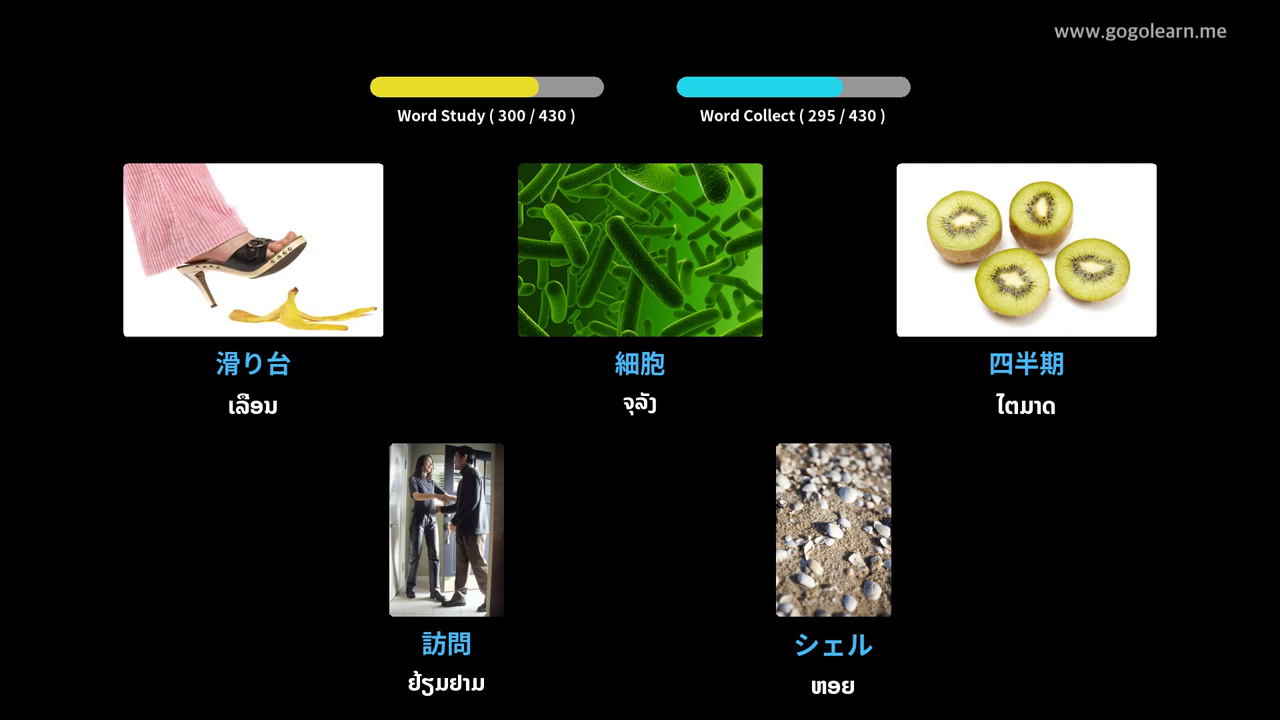 www.gogolearn.me
Word Study ( 300 / 430 )
Word Collect ( 295 / 430 )
滑り台
ເລືອນ
細胞
ຈຸລັງ
四半期
ໄຕມາດ
訪問
ຢ້ຽມຢາມ
シェル
ຫອຍ